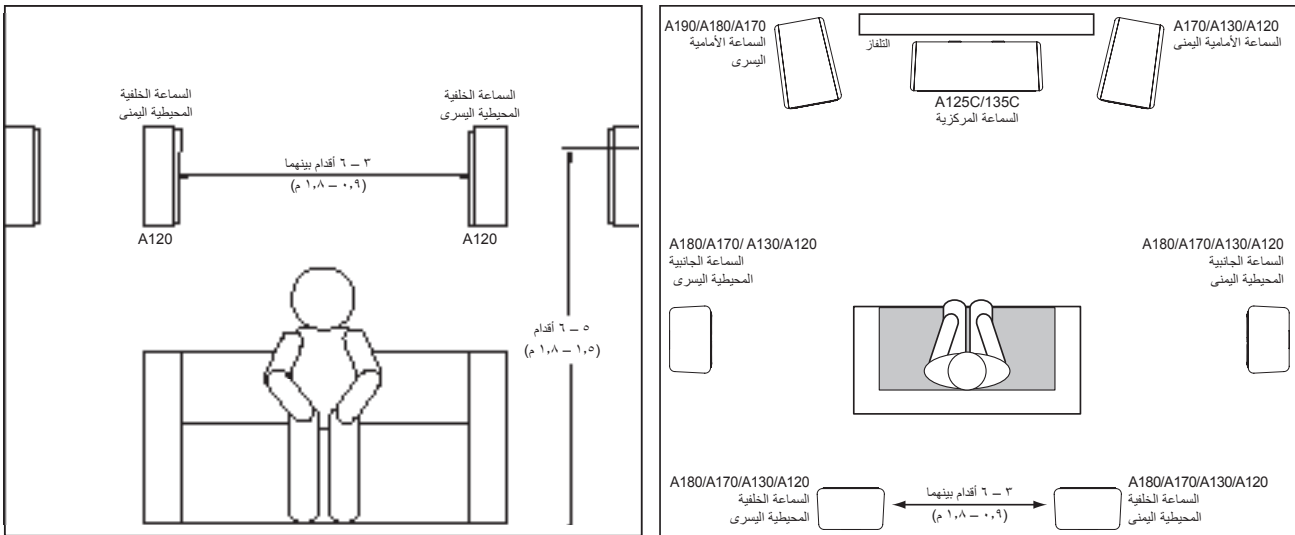 السماعة الخلفية
المحيطية اليمنى
السماعة الخلفية
المحيطية اليسرى
٣ – ٦ أقدام بينهما
(٠,٩ – ١,٨ م)
A120
A120
٥ – ٦ أقدام
(١,٥ – ١,٨ م)
A190/A180/A170
السماعة الأمامية
اليسرى
التلفاز
A170/A130/A120
السماعة الأمامية اليمنى
A125C/135C
السماعة المركزية
A180/A170/ A130/A120
السماعة الجانبية
المحيطية اليسرى
A180/A170/A130/A120
السماعة الجانبية
المحيطية اليمنى
A180/A170/A130/A120
السماعة الخلفية
المحيطية اليسرى
٣ – ٦ أقدام بينهما
(٠,٩ – ١,٨ م)
A180/A170/A130/A120
السماعة الخلفية
المحيطية اليمنى